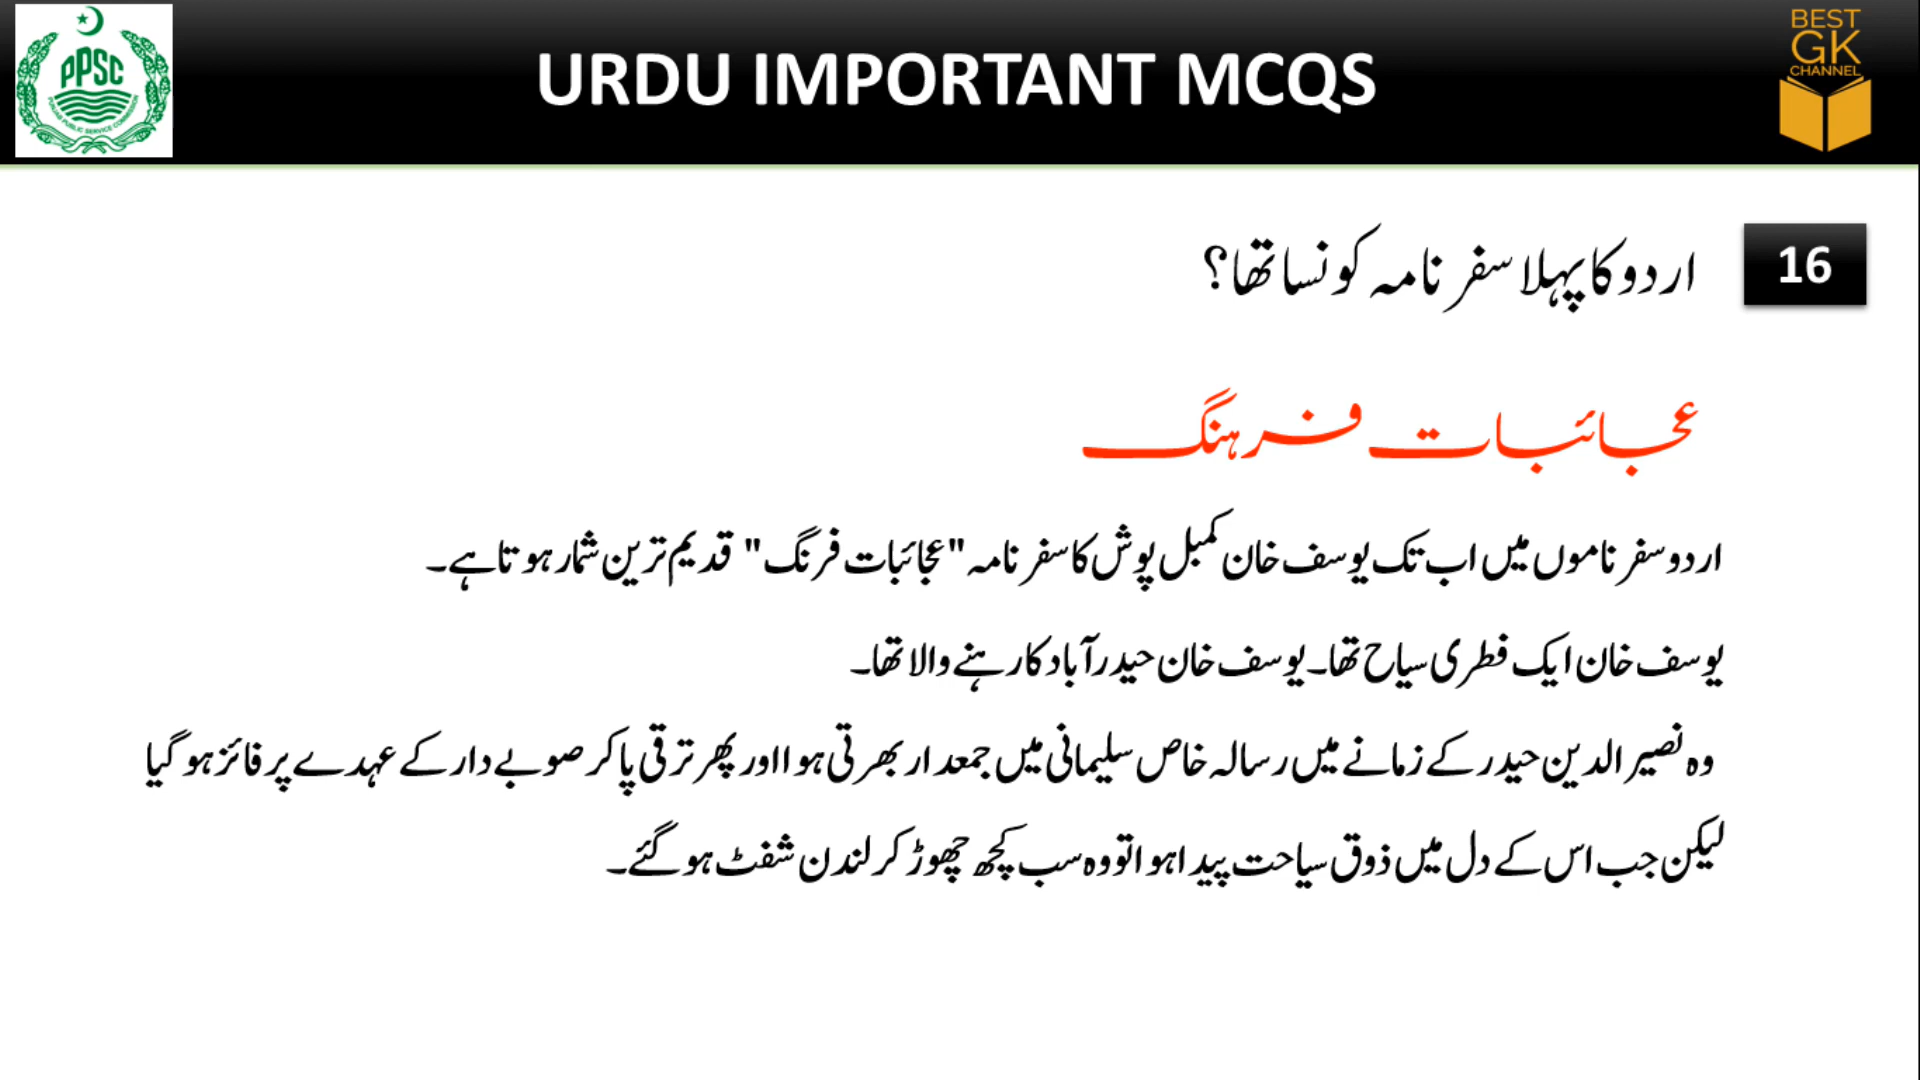 PPSC
PUNJAB PUBLIC SERVICE COMMISSION
URDU IMPORTANT MCQS
BEST
GK
CHANNEL
16
اردو کا پہلا سفر نامہ کونسا تھا؟
عجائبات فرہنگ
اردو سفر ناموں میں اب تک یوسف خان کمبل پوش کا سفر نامہ "عجائبات فرنگ" قدیم ترین شمار ہوتا ہے۔
یوسف خان ایک فطری سیاح تھا۔ یوسف خان حیدرآباد کا رہنے والا تھا۔
وہ نصیر الدین حیدر کے زمانے میں رسالہ خاص سلیمانی میں جمعدار بھرتی ہوا اور پھر ترقی پا کر صوبے دار کے عہدے پر فائز ہو گیا
لیکن جب اس کے دل میں ذوق سیاحت پیدا ہوا تو وہ سب کچھ چھوڑ کر لندن شفٹ ہو گئے۔